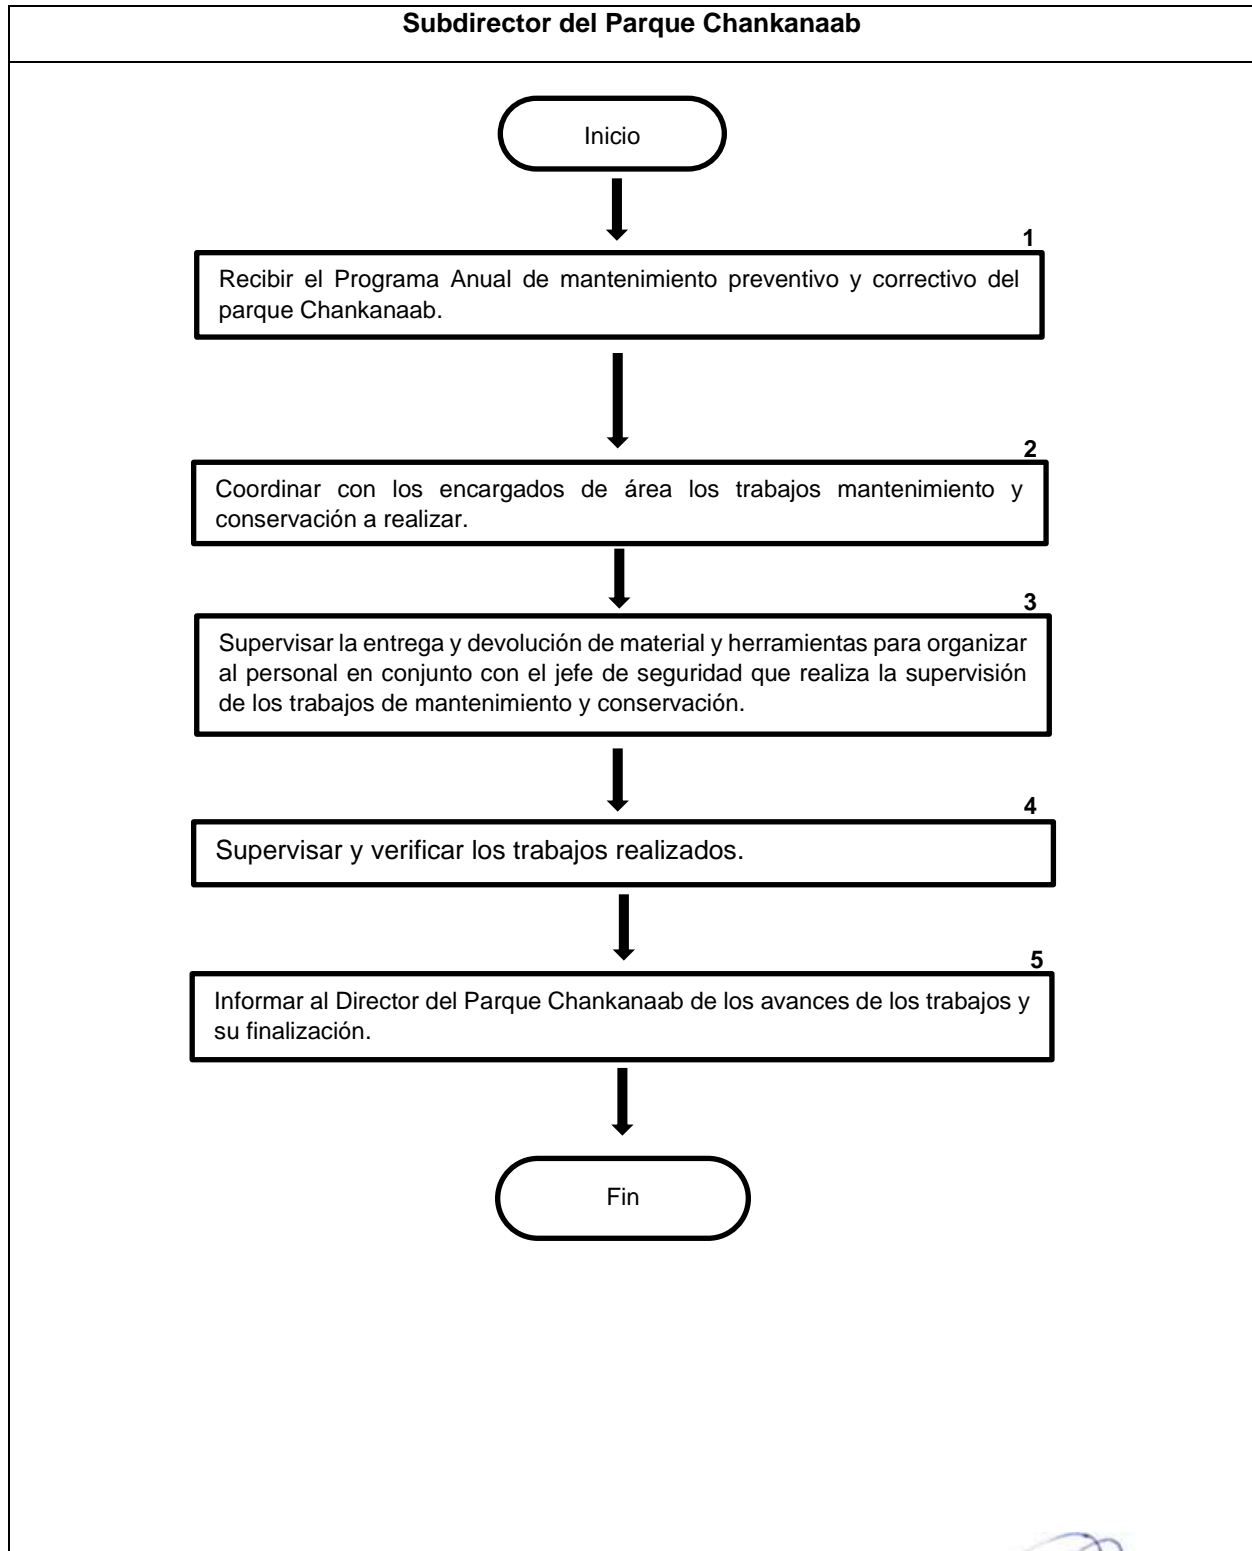 Subdirector del Parque Chankanaab
Inicio
1
Recibir el Programa Anual de mantenimiento preventivo y correctivo del
parque Chankanaab.
2
Coordinar con los encargados de área los trabajos mantenimiento y
conservación a realizar.
3
Supervisar la entrega y devolución de material y herramientas para organizar
al personal en conjunto con el jefe de seguridad que realiza la supervisión
de los trabajos de mantenimiento y conservación.
4
Supervisar y verificar los trabajos realizados.
5
Informar al Director del Parque Chankanaab de los avances de los trabajos y
su finalización.
Fin